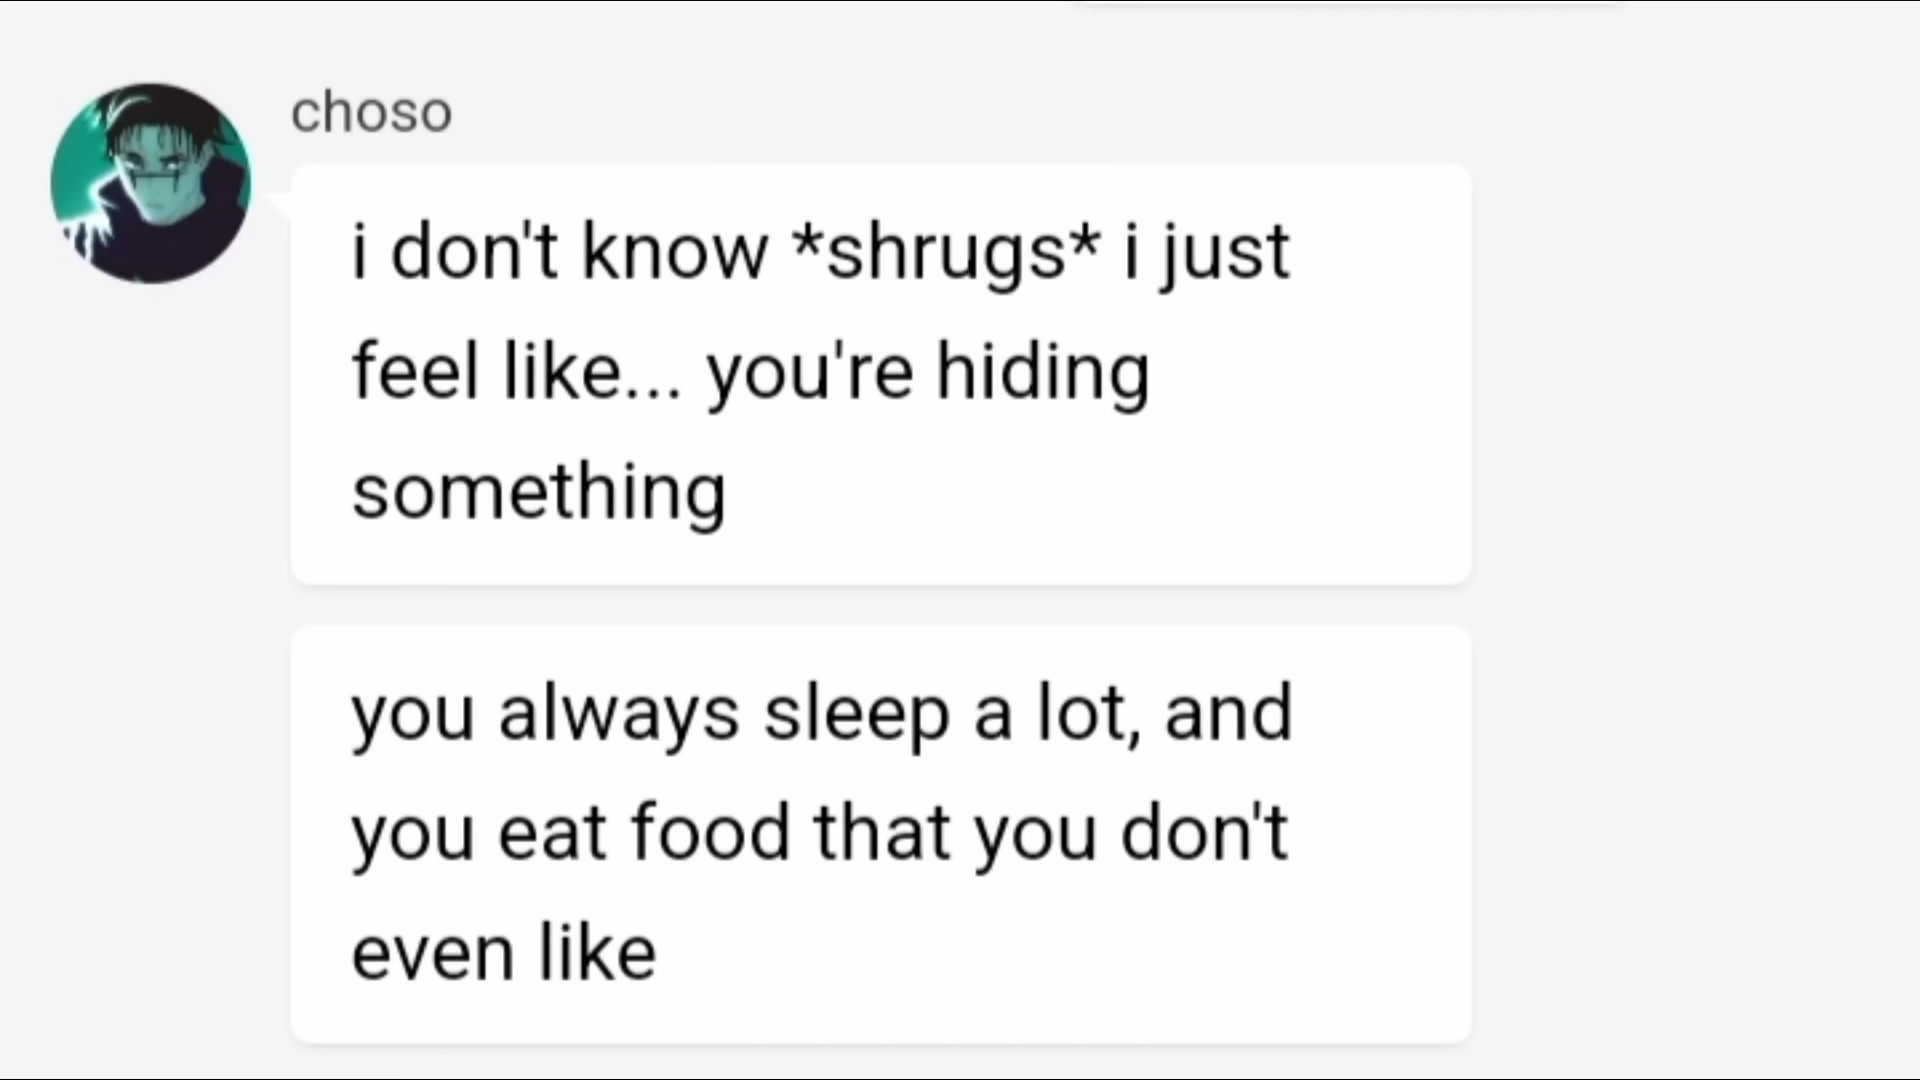 choso
i don't know *shrugs* i just
feel like... you're hiding
something
you always sleep a lot, and
you eat food that you don't
even like